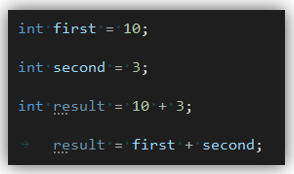 int first = 10;
int second = 3;
int result = 10 + 3;
result = first + second;